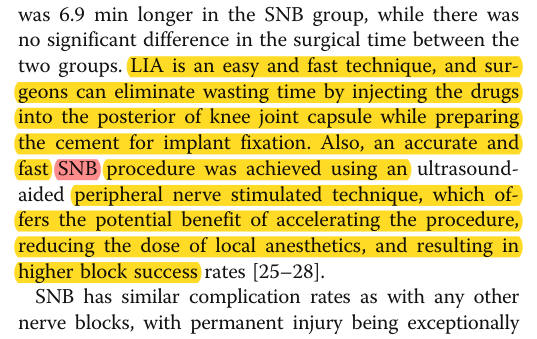 was 6.9 min longer in the SNB group, while there was
no significant difference in the surgical time between the
two groups. LIA is an easy and fast technique, and sur-
geons can eliminate wasting time by injecting the drugs
into the posterior of knee joint capsule while preparing
the cement for implant fixation. Also, an accurate and
fast SNB procedure was achieved using an ultrasound-
aided peripheral nerve stimulated technique, which of-
fers the potential benefit of accelerating the procedure,
reducing the dose of local anesthetics, and resulting in
higher block success rates [25–28].
SNB has similar complication rates as with any other
nerve blocks, with permanent injury being exceptionally